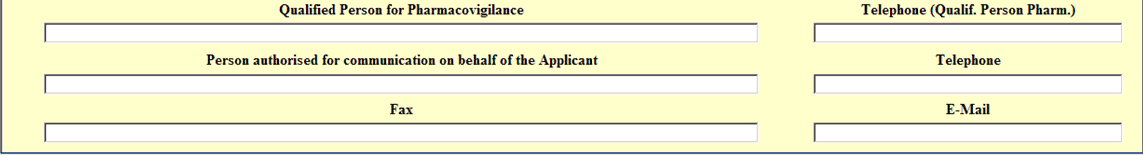 Qualified Person for Pharmacovigilance
Telephone (Qualif. Person Pharm.)
Person authorised for communication on behalf of the Applicant
Telephone
Fax
E-Mail